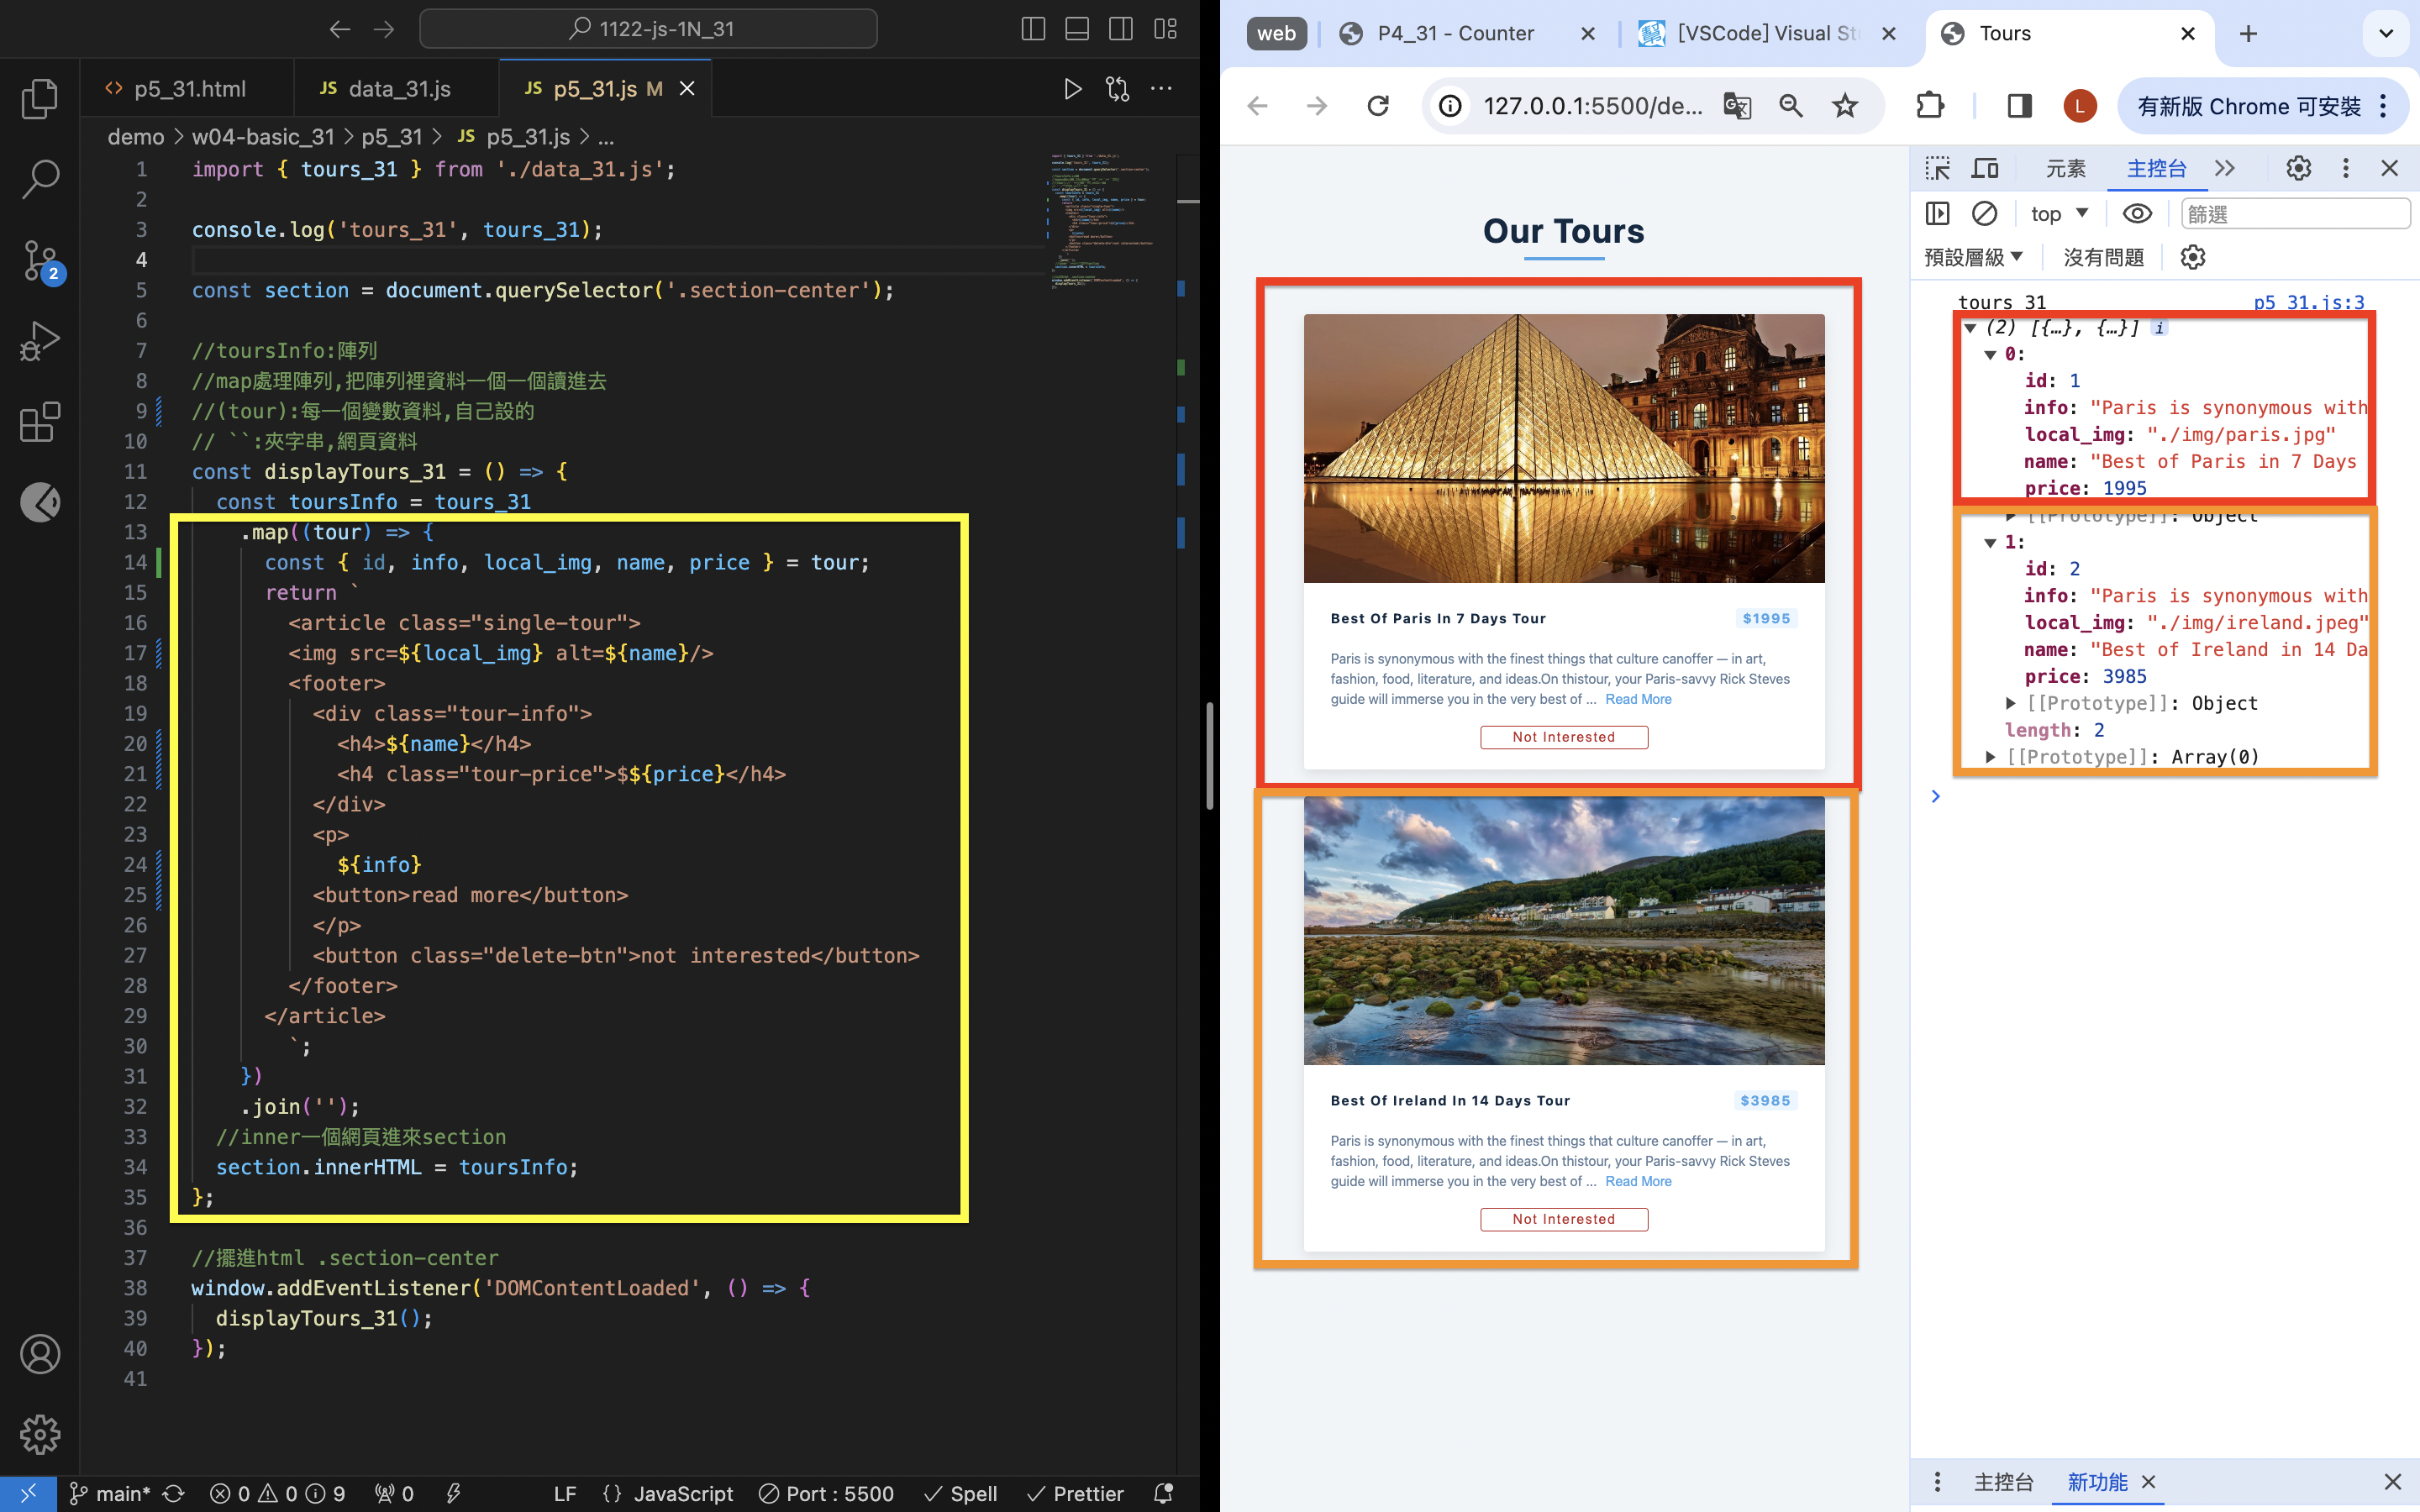 1122-js-1N_31
p5_31.html
JS data_31.js
JS p5_31.js M
demo > w04-basic_31 > p5_31 > JS p5_31.js > ...
1 import { tours_31 } from './data_31.js';
2
3 console.log('tours_31', tours_31);
4
5 const section = document.querySelector('.section-center');
6
7 //toursInfo:陣列
8 //map處理陣列,把陣列裡資料一個一個讀進去
9 //(tour):每一個變數資料,自己設的
10 // ``:夾字串,網頁資料
11 const displayTours_31 = () => {
12 const toursInfo = tours_31
13 .map((tour) => {
14 const { id, info, local_img, name, price } = tour;
15 return `
16 <article class="single-tour">
17 <img src=${local_img} alt=${name}/>
18 <footer>
19 <div class="tour-info">
20 <h4>${name}</h4>
21 <h4 class="tour-price">$${price}</h4>
22 </div>
23 <p>
24 ${info}
25 <button>read more</button>
26 </p>
27 <button class="delete-btn">not interested</button>
28 </footer>
29 </article>
30 `;
31 })
32 .join('');
33 //inner一個網頁進來section
34 section.innerHTML = toursInfo;
35 };
36
37 //擺進html .section-center
38 window.addEventListener('DOMContentLoaded', () => {
39 displayTours_31();
40 });
41
2
main* 0 0 9 0
LF {} JavaScript Port : 5500 Spell Prettier
web
P4_31 - Counter
[VSCode] Visual St
Tours
127.0.0.1:5500/de...
L
有新版 Chrome 可安裝
Our Tours
Best Of Paris In 7 Days Tour
$1995
Paris is synonymous with the finest things that culture canoffer — in art,
fashion, food, literature, and ideas.On thistour, your Paris-savvy Rick Steves
guide will immerse you in the very best of ... Read More
Not Interested
Best Of Ireland In 14 Days Tour
$3985
Paris is synonymous with the finest things that culture canoffer — in art,
fashion, food, literature, and ideas.On thistour, your Paris-savvy Rick Steves
guide will immerse you in the very best of ... Read More
Not Interested
元素 主控台
top
篩選
預設層級 沒有問題
tours_31 p5_31.js:3
(2) [{…}, {…}] i
0:
id: 1
info: "Paris is synonymous with
local_img: "./img/paris.jpg"
name: "Best of Paris in 7 Days
price: 1995
[[Prototype]]: Object
1:
id: 2
info: "Paris is synonymous with
local_img: "./img/ireland.jpeg"
name: "Best of Ireland in 14 Da
price: 3985
[[Prototype]]: Object
length: 2
[[Prototype]]: Array(0)
主控台 新功能